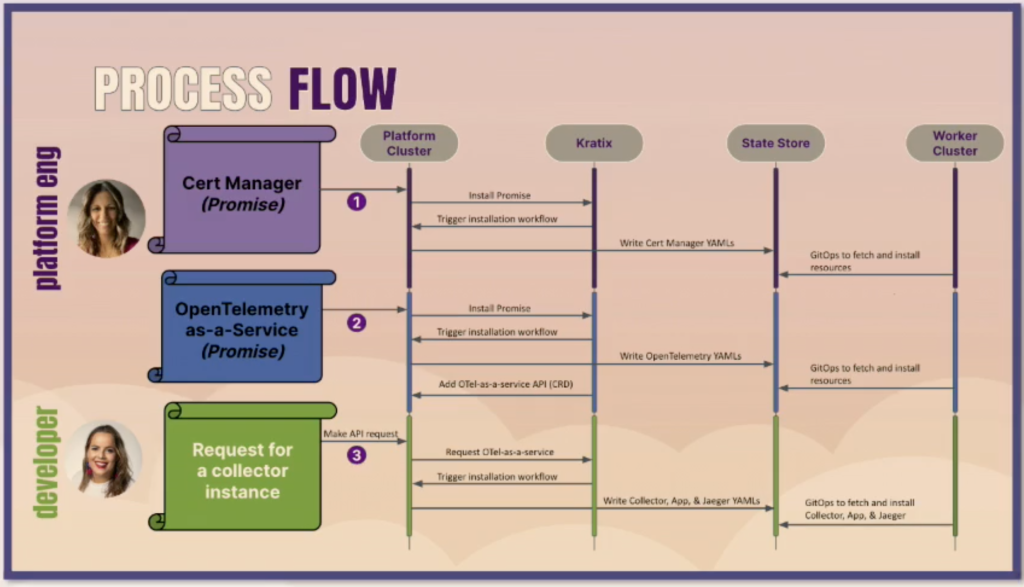 PROCESS FLOW
platform eng
developer
Cert Manager
(Promise)
OpenTelemetry
as-a-Service
(Promise)
Request for
a collector
instance
Platform
Cluster
Kratix
State Store
Worker
Cluster
1
Install Promise
Trigger installation workflow
Write Cert Manager YAMLs
GitOps to fetch and install
resources
2
Install Promise
Trigger installation workflow
Write OpenTelemetry YAMLs
Add OTel-as-a-service API (CRD)
GitOps to fetch and install
resources
Make API request
3
Request OTel-as-a-service
Trigger installation workflow
Write Collector, App, & Jaeger YAMLs
GitOps to fetch and install
Collector, App, & Jaeger